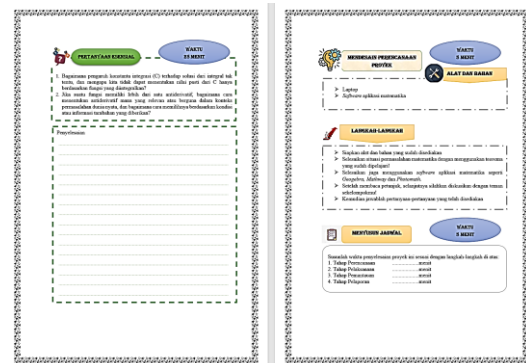 PERTANYAAN ESENSIAL
WAKTU
25 MENIT
1. Bagaimana pengaruh konstanta integrasi (C) terhadap solusi dari integral tak
tentu, dan mengapa kita tidak dapat menentukan nilai pasti dari C hanya
berdasarkan fungsi yang diintegralkan?
2. Jika suatu fungsi memiliki lebih dari satu antiderivatif, bagaimana cara
menentukan antiderivatif mana yang relevan atau berguna dalam konteks
permasalahan dunia nyata, dan bagaimana cara memilihnya berdasarkan kondisi
atau informasi tambahan yang diberikan?
Penyelesaian:
MENDESAIN PERENCANAAN
PROYEK
WAKTU
5 MENIT
ALAT DAN BAHAN
Laptop
Software aplikasi matematika
LANGKAH-LANGKAH
Siapkan alat dan bahan yang sudah disediakan
Selesaikan situasi permasalahan matematika dengan menggunakan teorema
yang sudah dipelajari!
Selesaikan juga menggunakan software aplikasi matematika seperti
Geogebra, Mathway dan Photomath.
Setelah membaca petunjuk, selanjutnya silahkan diskusikan dengan teman
sekelompokmu!
Kemudian jawablah pertanyaan-pertanyaan yang telah disediakan
MENYUSUN JADWAL
WAKTU
5 MENIT
Susunlah waktu penyelesaian proyek ini sesuai dengan langkah-langkah di atas:
1. Tahap Perencanaan ................menit
2. Tahap Pelaksanaan ................menit
3. Tahap Pemantauan ................menit
4. Tahap Pelaporan ................menit